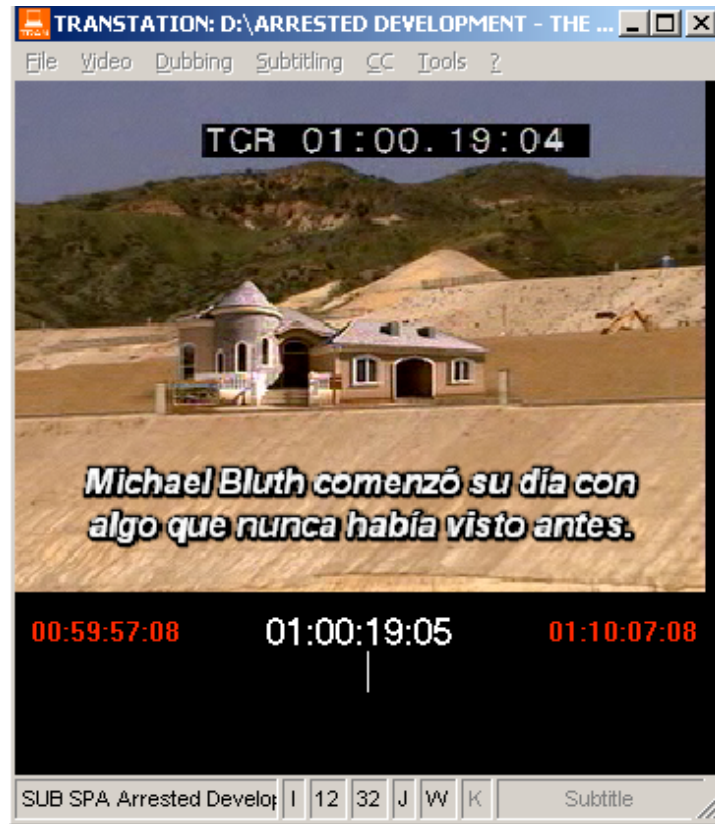 TRAN
TRANSTATION: D:\ARRESTED DEVELOPMENT - THE ...
File Video Dubbing Subtitling CC Tools ?
TCR 01:00.19:04
Michael Bluth comenzó su día con
algo que nunca había visto antes.
00:59:57:08 01:00:19:05 01:10:07:08
SUB SPA Arrested Develop I 12 32 J W K Subtitle